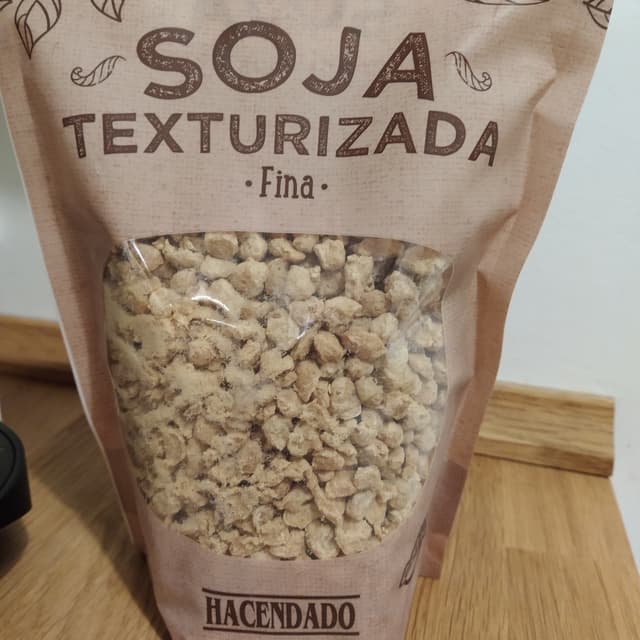 SOJA
TEXTURIZADA
· Fina ·
HACENDADO